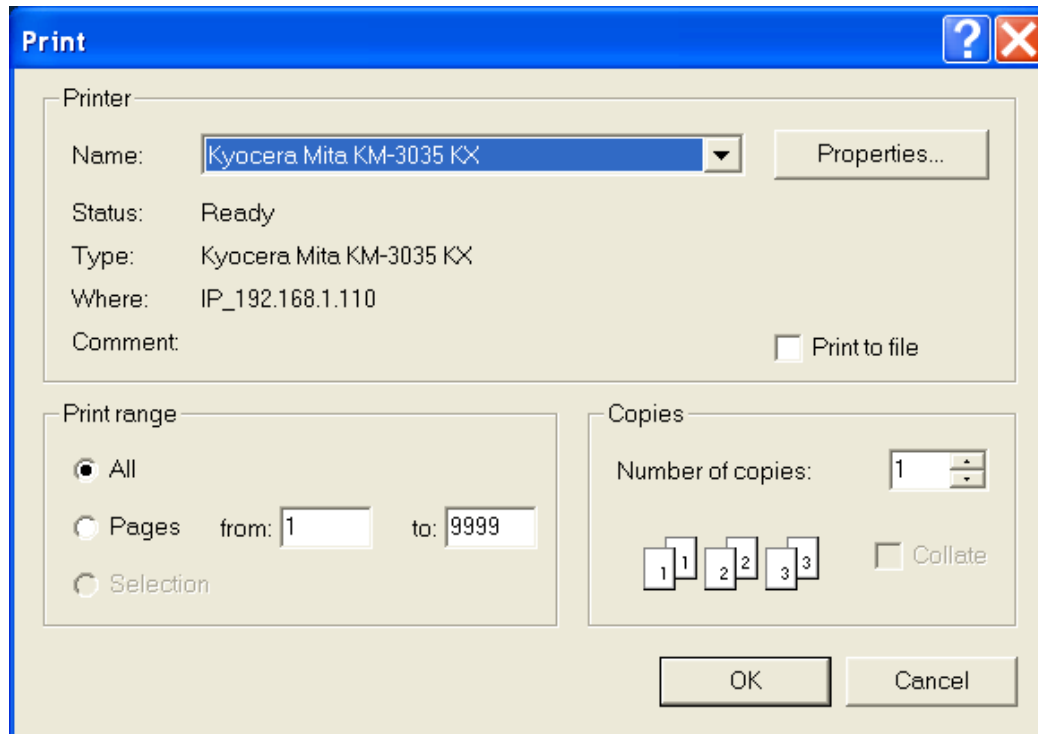 Print
Printer
Name: Kyocera Mita KM-3035 KX Properties...
Status: Ready
Type: Kyocera Mita KM-3035 KX
Where: IP_192.168.1.110
Comment:
Print to file
Print range
All
Pages from: 1 to: 9999
Selection
Copies
Number of copies: 1
1 1 2 2 3 3
Collate
OK Cancel